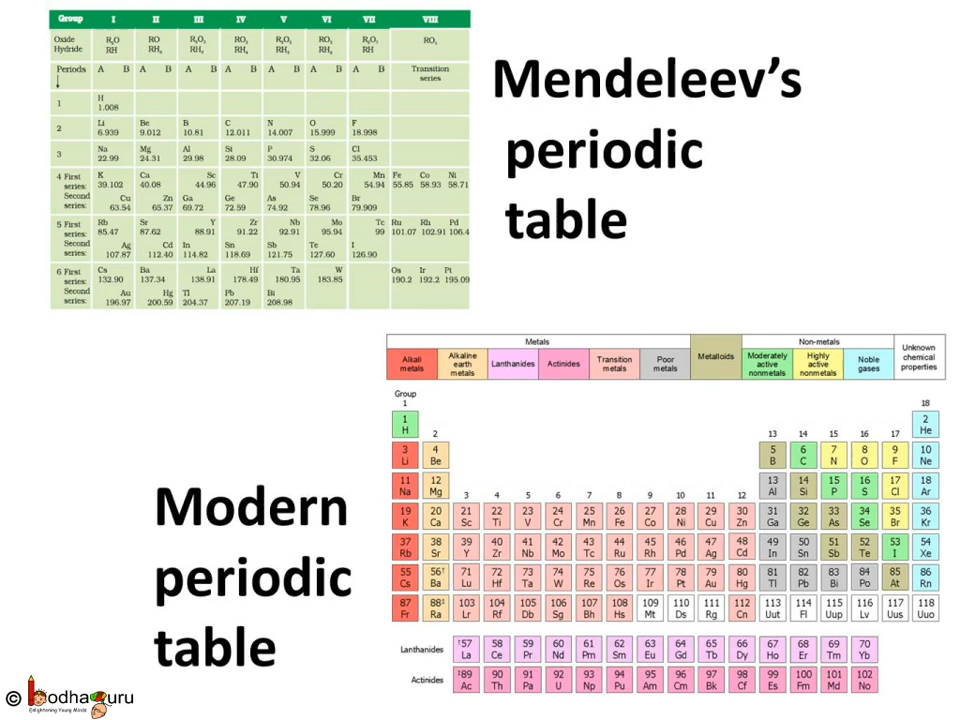 Group I II III IV V VI VII VIII
Oxide R₂O RO R₂O₃ RO₂ R₂O₅ RO₃ R₂O₇ RO₄
Hydride RH RH₂ RH₃ RH₄ RH₃ RH₂ RH
Periods A B A B A B A B A B A B A B Transition
↓ series
1 H
1.008
2 Li Be B C N O F
6.939 9.012 10.81 12.011 14.007 15.999 18.998
3 Na Mg Al Si P S Cl
22.99 24.31 29.98 28.09 30.974 32.06 35.453
4 First K Ca Sc Ti V Cr Mn Fe Co Ni
series: 39.102 40.08 44.96 47.90 50.94 50.20 54.94 55.85 58.93 58.71
Second Cu Zn Ga Ge As Se Br
series: 63.54 65.37 69.72 72.59 74.92 78.96 79.909
5 First Rb Sr Y Zr Nb Mo Tc Ru Rh Pd
series: 85.47 87.62 88.91 91.22 92.91 95.94 99 101.07 102.91 106.4
Second Ag Cd In Sn Sb Te I
series: 107.87 112.40 114.82 118.69 121.75 127.60 126.90
6 First Cs Ba La Hf Ta W Os Ir Pt
series: 132.90 137.34 138.91 178.49 180.95 183.85 190.2 192.2 195.09
Second Au Hg Tl Pb Bi
series: 196.97 200.59 204.37 207.19 208.98
Mendeleev's
periodic
table
Metals Non-metals
Alkali metals Alkaline earth metals Lanthanides Actinides Transition metals Poor metals Metalloids Moderately active nonmetals Highly active nonmetals Noble gases Unknown chemical properties
Group
1 18
1 2
H He
2 13 14 15 16 17
3 4 5 6 7 8 9 10
Li Be B C N O F Ne
11 12 13 14 15 16 17 18
Na Mg Al Si P S Cl Ar
3 4 5 6 7 8 9 10 11 12
19 20 21 22 23 24 25 26 27 28 29 30 31 32 33 34 35 36
K Ca Sc Ti V Cr Mn Fe Co Ni Cu Zn Ga Ge As Se Br Kr
37 38 39 40 41 42 43 44 45 46 47 48 49 50 51 52 53 54
Rb Sr Y Zr Nb Mo Tc Ru Rh Pd Ag Cd In Sn Sb Te I Xe
55 56† 71 72 73 74 75 76 77 78 79 80 81 82 83 84 85 86
Cs Ba Lu Hf Ta W Re Os Ir Pt Au Hg Tl Pb Bi Po At Rn
87 88‡ 103 104 105 106 107 108 109 110 111 112 113 114 115 116 117 118
Fr Ra Lr Rf Db Sg Bh Hs Mt Ds Rg Cn Uut Fl Uup Lv Uus Uuo
Lanthanides †57 58 59 60 61 62 63 64 65 66 67 68 69 70
La Ce Pr Nd Pm Sm Eu Gd Tb Dy Ho Er Tm Yb
Actinides ‡89 90 91 92 93 94 95 96 97 98 99 100 101 102
Ac Th Pa U Np Pu Am Cm Bk Cf Es Fm Md No
Modern
periodic
table
© BodhaGuru
Enlightening Young Minds